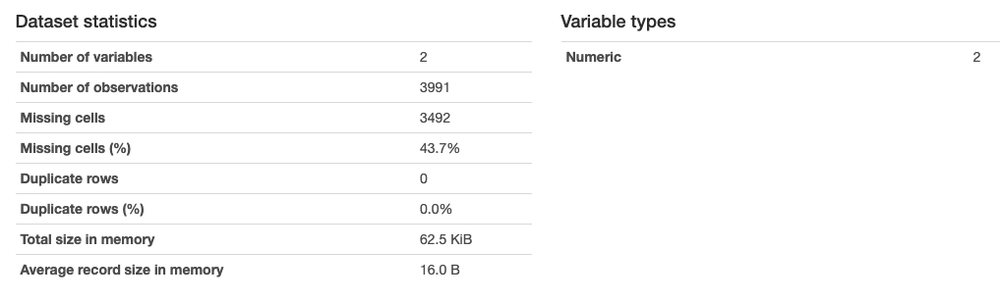 Dataset statistics
Number of variables 2
Number of observations 3991
Missing cells 3492
Missing cells (%) 43.7%
Duplicate rows 0
Duplicate rows (%) 0.0%
Total size in memory 62.5 KiB
Average record size in memory 16.0 B
Variable types
Numeric 2